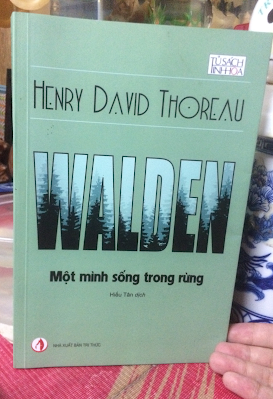 TỦ SÁCH
TINH HOA
HENRY DAVID THOREAU
WALDEN
Một mình sống trong rừng
Hiếu Tân dịch
NHÀ XUẤT BẢN TRI THỨC